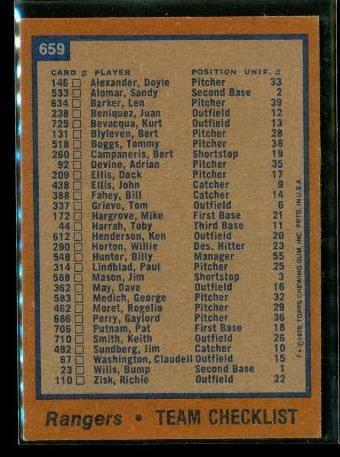 659
CARD # PLAYER POSITION UNIF. #
146 Alexander, Doyle Pitcher 33
533 Alomar, Sandy Second Base 2
634 Barker, Len Pitcher 39
238 Beniquez, Juan Outfield 12
725 Bevacqua, Kurt Outfield 13
131 Blyleven, Bert Pitcher 28
518 Boggs, Tommy Pitcher 38
260 Campaneris, Bert Shortstop 19
92 Devine, Adrian Pitcher 35
209 Ellis, Dock Pitcher 17
438 Ellis, John Catcher 9
388 Fahey, Bill Catcher 14
337 Grieve, Tom Outfield 6
172 Hargrove, Mike First Base 21
44 Harrah, Toby Third Base 11
612 Henderson, Ken Outfield 20
290 Horton, Willie Des. Hitter 23
548 Hunter, Billy Manager 55
314 Lindblad, Paul Pitcher 25
588 Mason, Jim Shortstop 3
362 May, Dave Outfield 16
583 Medich, George Pitcher 32
462 Moret, Rogelio Pitcher 29
686 Perry, Gaylord Pitcher 36
706 Putnam, Pat First Base 18
710 Smith, Keith Outfield 26
492 Sundberg, Jim Catcher 10
67 Washington, Claudell Outfield 15
23 Wills, Bump Second Base 1
110 Zisk, Richie Outfield 22
Rangers • TEAM CHECKLIST
F* © 1978, TOPPS CHEWING GUM, INC. PRTD. IN U.S.A.